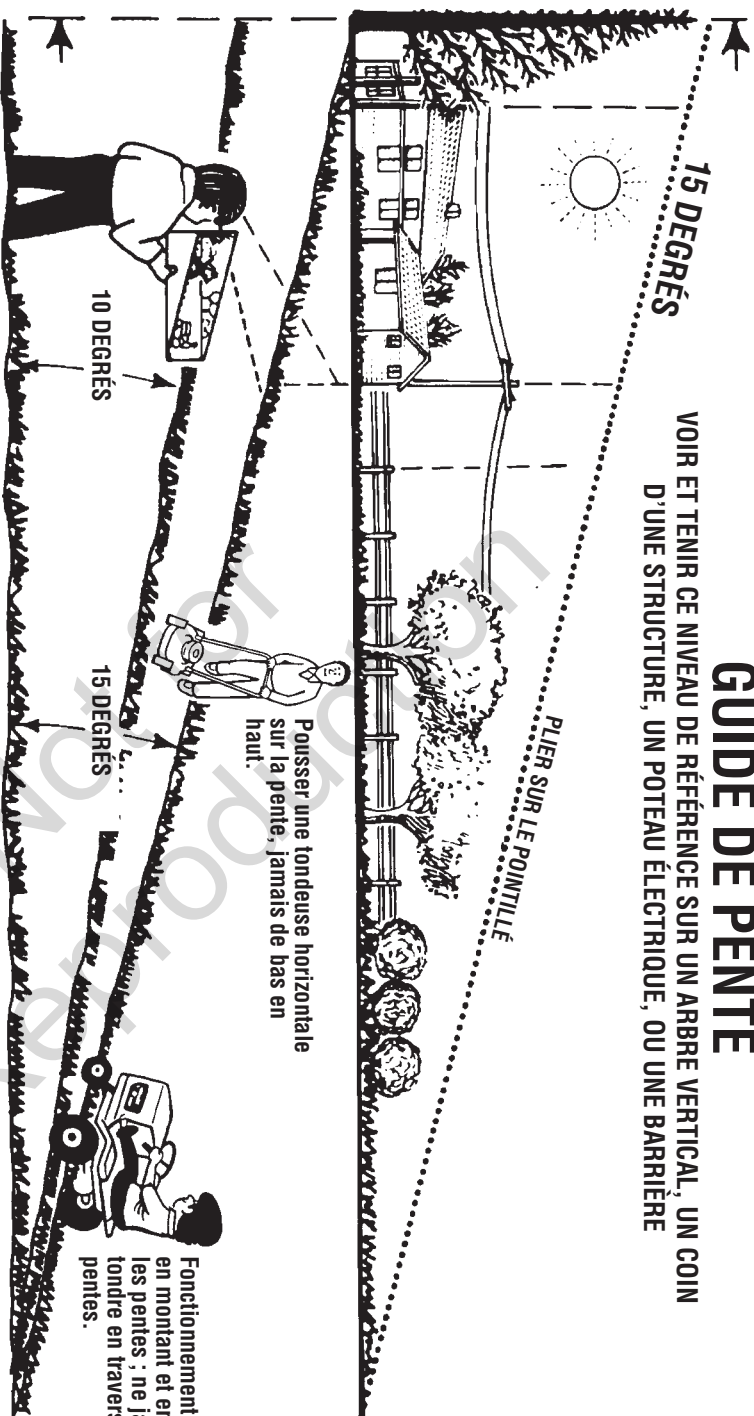 GUIDE DE PENTE
VOIR ET TENIR CE NIVEAU DE RÉFÉRENCE SUR UN ARBRE VERTICAL, UN COIN
D'UNE STRUCTURE, UN POTEAU ÉLECTRIQUE, OU UNE BARRIÈRE
15 DEGRÉS
PLIER SUR LE POINTILLÉ
Pousser une tondeuse horizontale
sur la pente, jamais de bas en
haut.
10 DEGRÉS
15 DEGRÉS
Fonctionnement
en montant et
les pentes ; ne
tondre en travers
pentes.
Not for
Reproduction